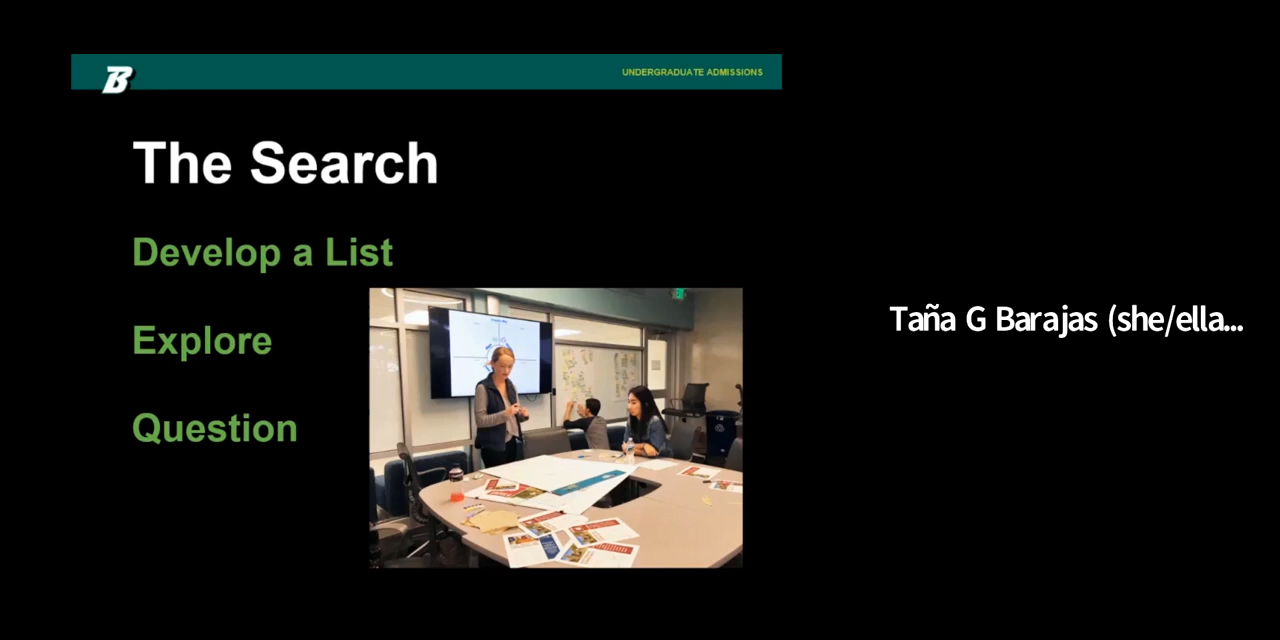 B
UNDERGRADUATE ADMISSIONS
The Search
Develop a List
Explore
Question
Taña G Barajas (she/ella...